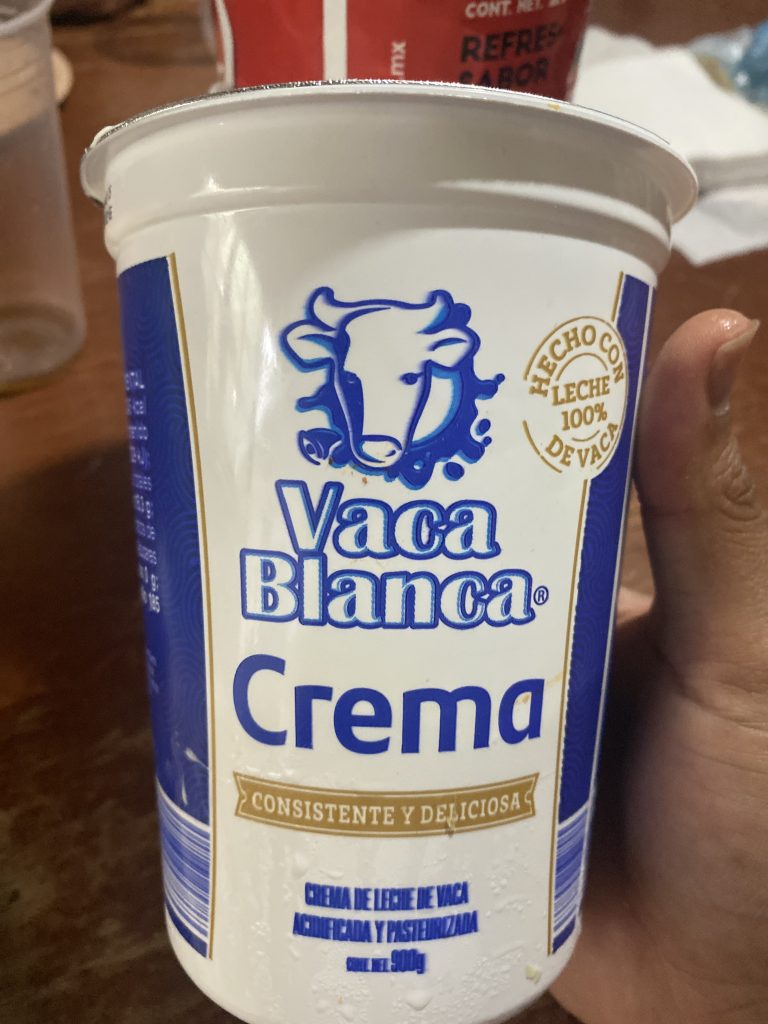 CONT. NET.
REFRES
SABOR
.mx
HECHO CON
LECHE
100%
DE VACA
Vaca
Blanca®
Crema
CONSISTENTE Y DELICIOSA
CREMA DE LECHE DE VACA
ACIDIFICADA Y PASTEURIZADA
CONT. NET. 900g